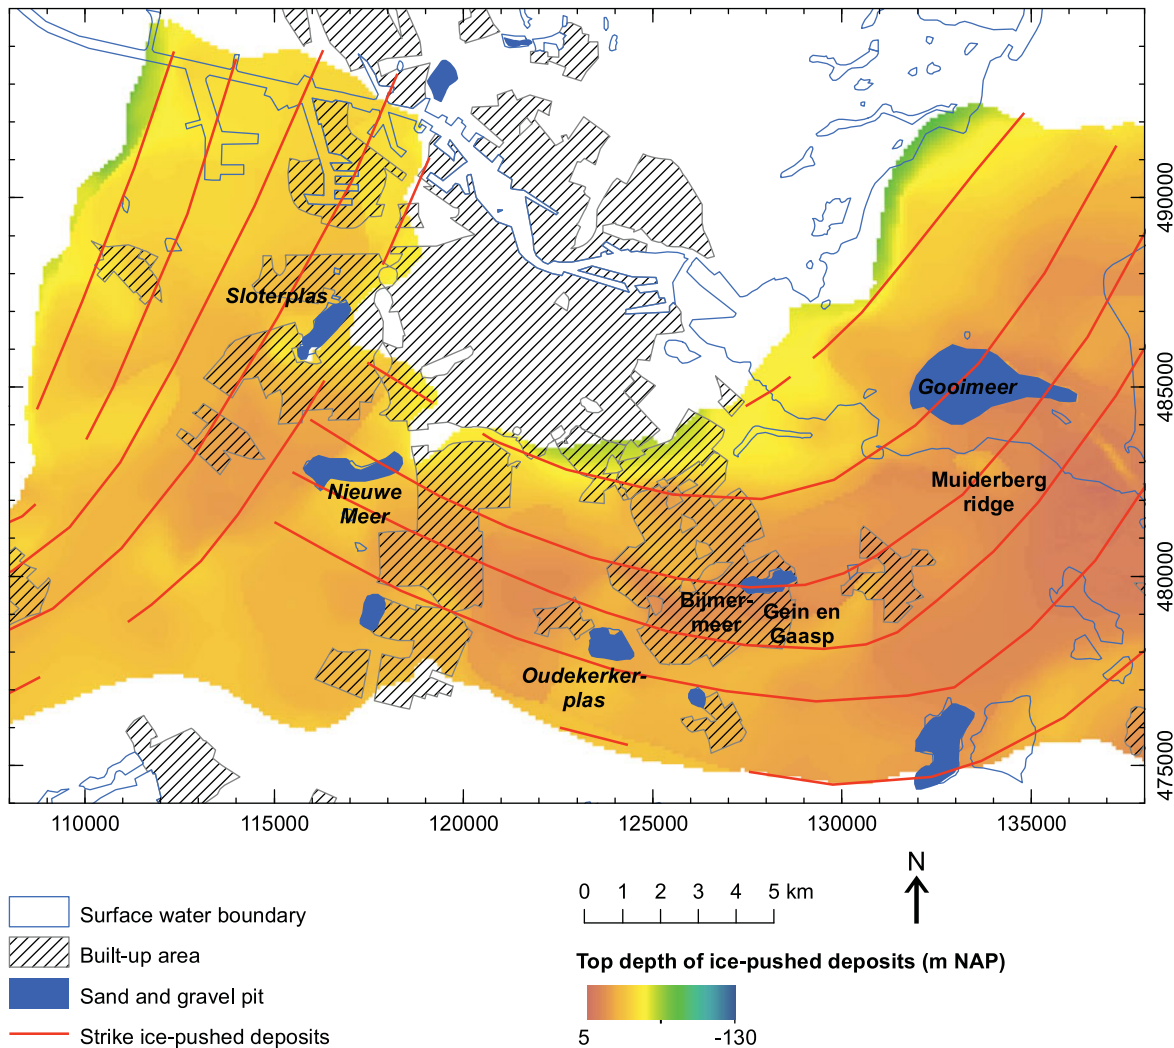 490000
Sloterplas
485000
Gooimeer
Nieuwe
Meer
Muiderberg
ridge
480000
Bijmer-
meer
Gein en
Gaasp
Oudekerker-
plas
475000
110000 115000 120000 125000 130000 135000
N
0 1 2 3 4 5 km
Surface water boundary
Built-up area
Sand and gravel pit
Strike ice-pushed deposits
Top depth of ice-pushed deposits (m NAP)
5 -130